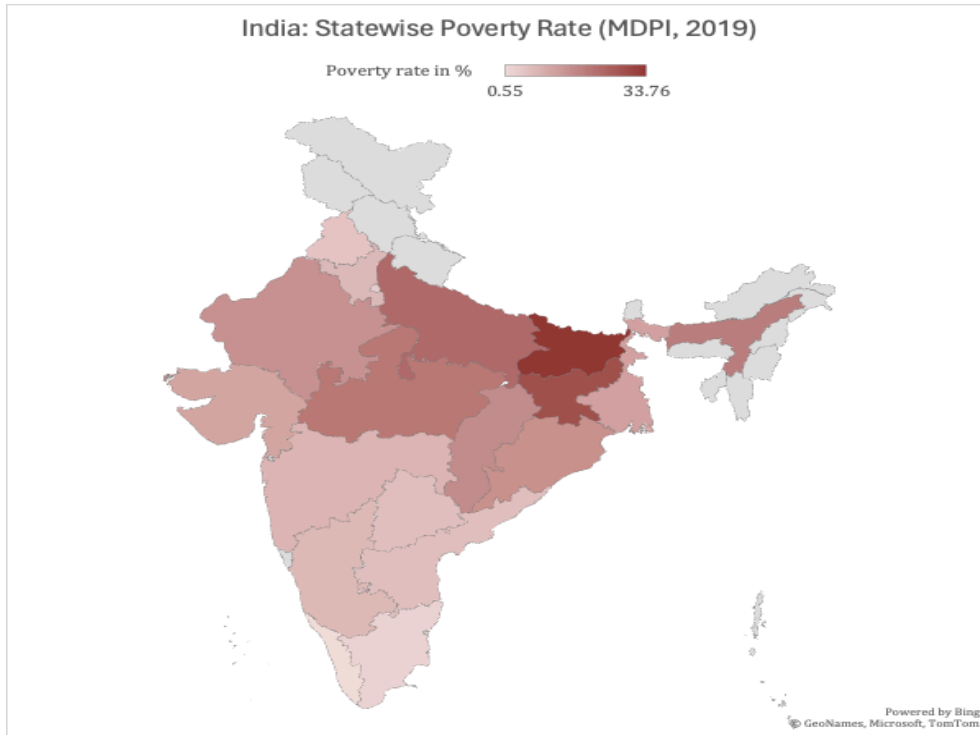 India: Statewise Poverty Rate (MDPI, 2019)
Poverty rate in %
0.55 33.76
Powered by Bing
© GeoNames, Microsoft, TomTom